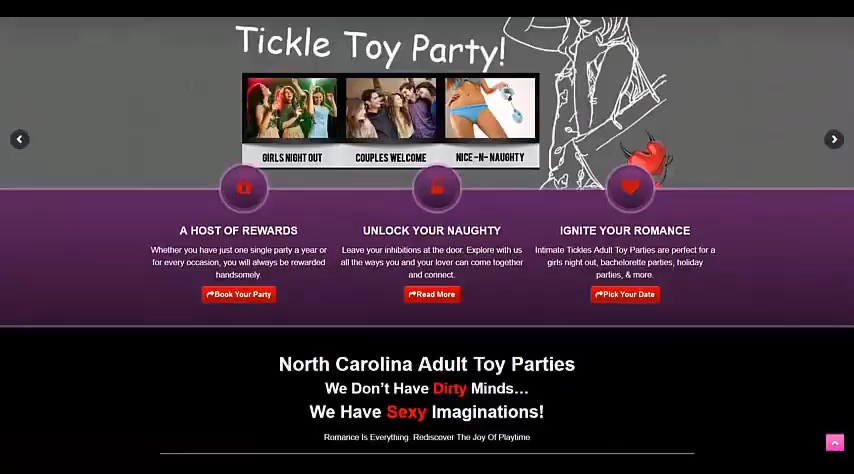 Tickle Toy Party!
GIRLS NIGHT OUT
COUPLES WELCOME
NICE-N-NAUGHTY
A HOST OF REWARDS
Whether you have just one single party a year or
for every occasion, you will always be rewarded
handsomely.
Book Your Party
UNLOCK YOUR NAUGHTY
Leave your inhibitions at the door. Explore with us
all the ways you and your lover can come together
and connect.
Read More
IGNITE YOUR ROMANCE
Intimate Tickles Adult Toy Parties are perfect for a
girls night out, bachelorette parties, holiday
parties, & more.
Pick Your Date
North Carolina Adult Toy Parties
We Don't Have Dirty Minds…
We Have Sexy Imaginations!
Romance Is Everything. Rediscover The Joy Of Playtime